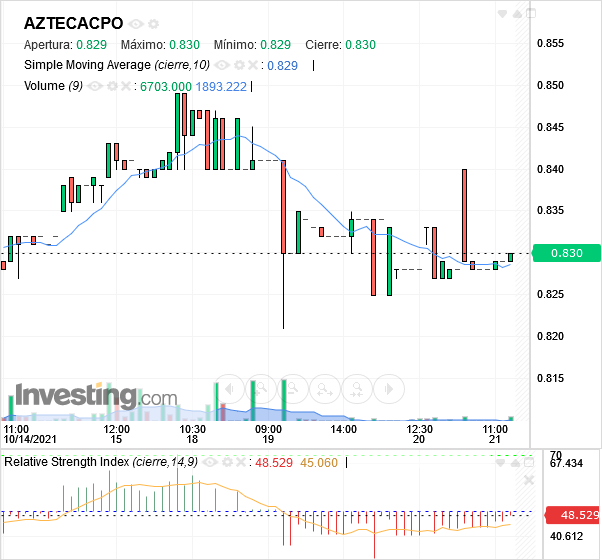 AZTECACPO
Apertura: 0.829 Máximo: 0.830 Mínimo: 0.829 Cierre: 0.830
Simple Moving Average (cierre,10) : 0.829
Volume (9) : 6703.000 1893.222
0.855
0.850
0.845
0.840
0.835
0.830
0.825
0.820
0.815
Investing.com
11:00 12:00 10:30 09:00 14:00 12:30 11:00
10/14/2021 15 18 19 20 21
Relative Strength Index (cierre,14,9) : 48.529 45.060
70
67.434
48.529
40.612